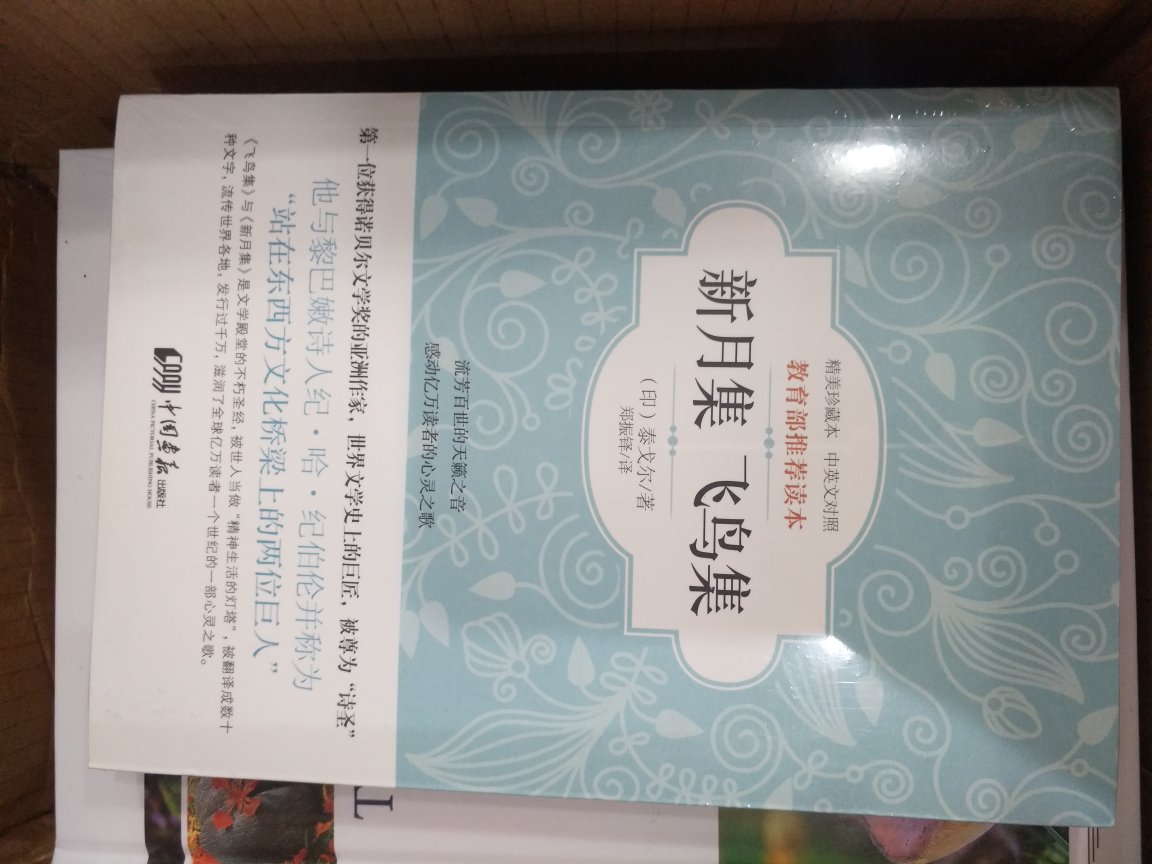 精美珍藏本 中英文对照
教育部推荐读本
新月集 飞鸟集
（印）泰戈尔/著
郑振铎/译
流芳百世的天籁之音
感动亿万读者的心灵之歌
第一位获得诺贝尔文学奖的亚洲作家，世界文学史上的巨匠，被尊为“诗圣”
他与黎巴嫩诗人纪·哈·纪伯伦并称为
“站在东西方文化桥梁上的两位巨人”
《飞鸟集》与《新月集》是文学殿堂的不朽圣经，被世人当做“精神生活的灯塔”，被翻译成数十
种文字，流传世界各地，发行过千万，滋润了全球亿万读者一个世纪的一部心灵之歌。
中国画报出版社
CHINA PICTORIAL PUBLISHING HOUSE